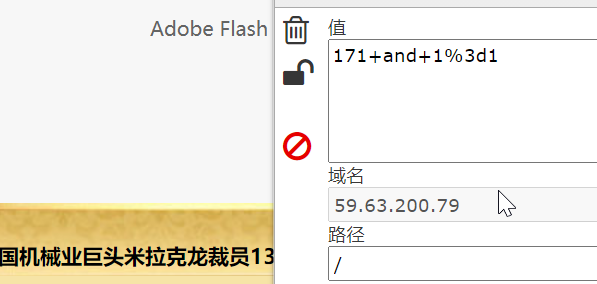 Adobe Flash
国机械业巨头米拉克龙裁员13
值
171+and+1%3d1
域名
59.63.200.79
路径
/